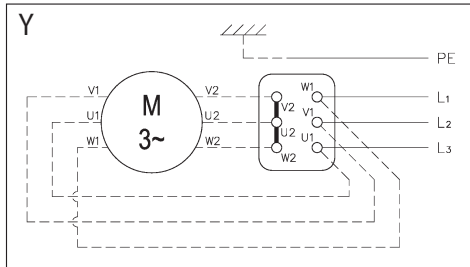 Y
PE
V1 M V2 W1 L1
V2
U1 3~ U2 V1 L2
U2 U1
W1 W2 W2 L3